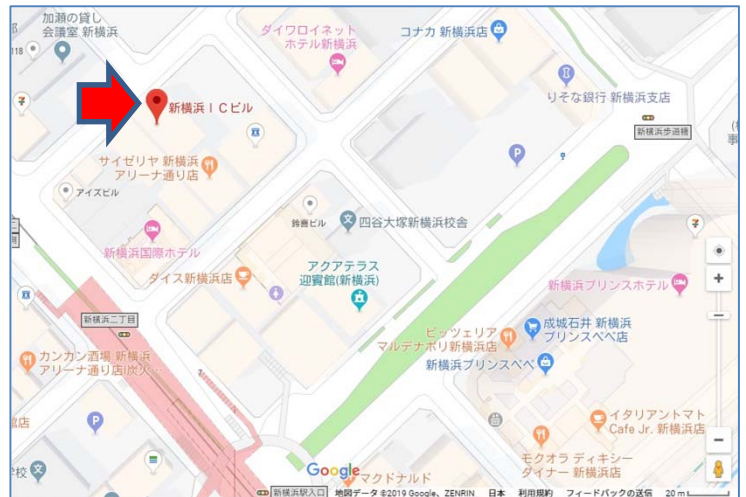 加瀬の貸し
会議室 新横浜
118
ダイワロイネット
ホテル新横浜
コナカ 新横浜店
りそな銀行 新横浜支店
新横浜歩道橋
新横浜ＩＣビル
サイゼリヤ 新横浜
アリーナ通り店
アイズビル
鈴喜ビル
四谷大塚新横浜校舎
新横浜国際ホテル
ダイス新横浜店
アクアテラス
迎賓館(新横浜)
新横浜プリンスホテル
新横浜二丁目
成城石井 新横浜
プリンスペペ店
ピッツェリア
マルデナポリ新横浜店
新横浜プリンスペペ
カンカン酒場 新横浜
アリーナ通り店(炭火…
イタリアントマト
Cafe Jr. 新横浜店
モクオラ ディキシー
ダイナー 新横浜店
Google
マクドナルド
新横浜駅入口
地図データ ©2019 Google、ZENRIN 日本 利用規約 フィードバックの送信 20 m